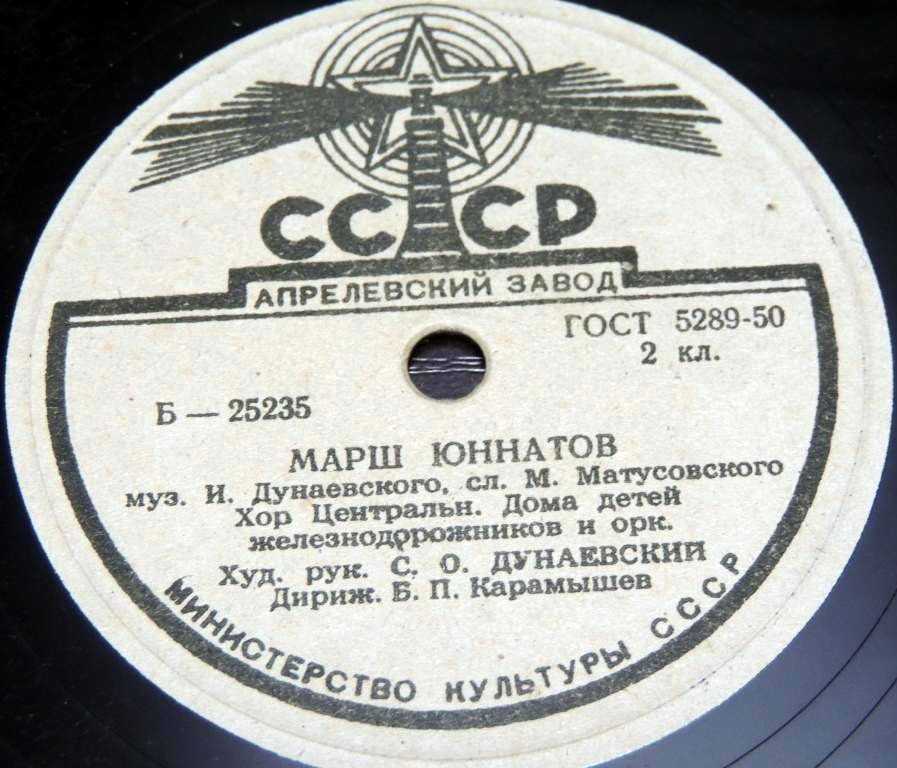 СССР
АПРЕЛЕВСКИЙ ЗАВОД
ГОСТ 5289-50
2 кл.
Б — 25235
МАРШ ЮННАТОВ
муз. И. Дунаевского, сл. М. Матусовского
Хор Центральн. Дома детей
железнодорожников и орк.
Худ. рук. С. О. ДУНАЕВСКИЙ
Дириж. Б. П. Карамышев
МИНИСТЕРСТВО КУЛЬТУРЫ СССР